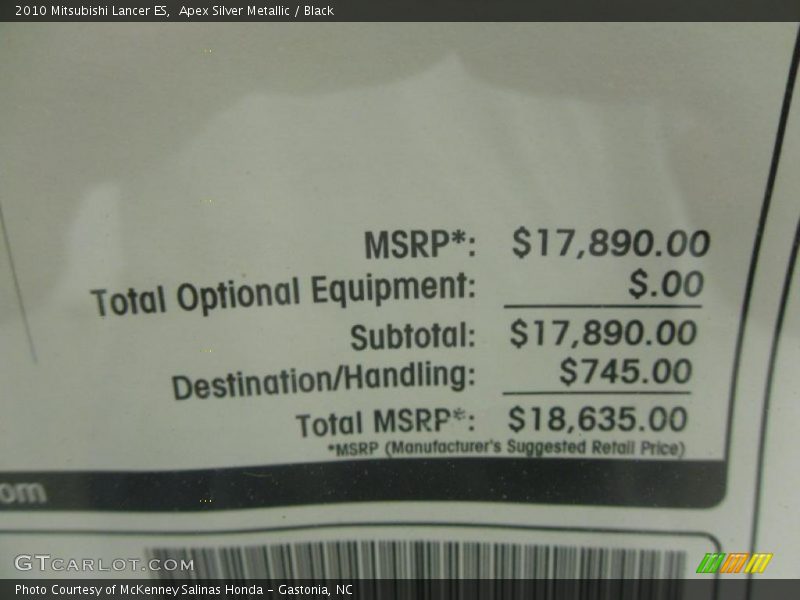 2010 Mitsubishi Lancer ES,  Apex Silver Metallic / Black
MSRP*: $17,890.00
Total Optional Equipment: $.00
Subtotal: $17,890.00
Destination/Handling: $745.00
Total MSRP*: $18,635.00
*MSRP (Manufacturer's Suggested Retail Price)
om
GTCARLOT.COM
Photo Courtesy of McKenney Salinas Honda - Gastonia, NC